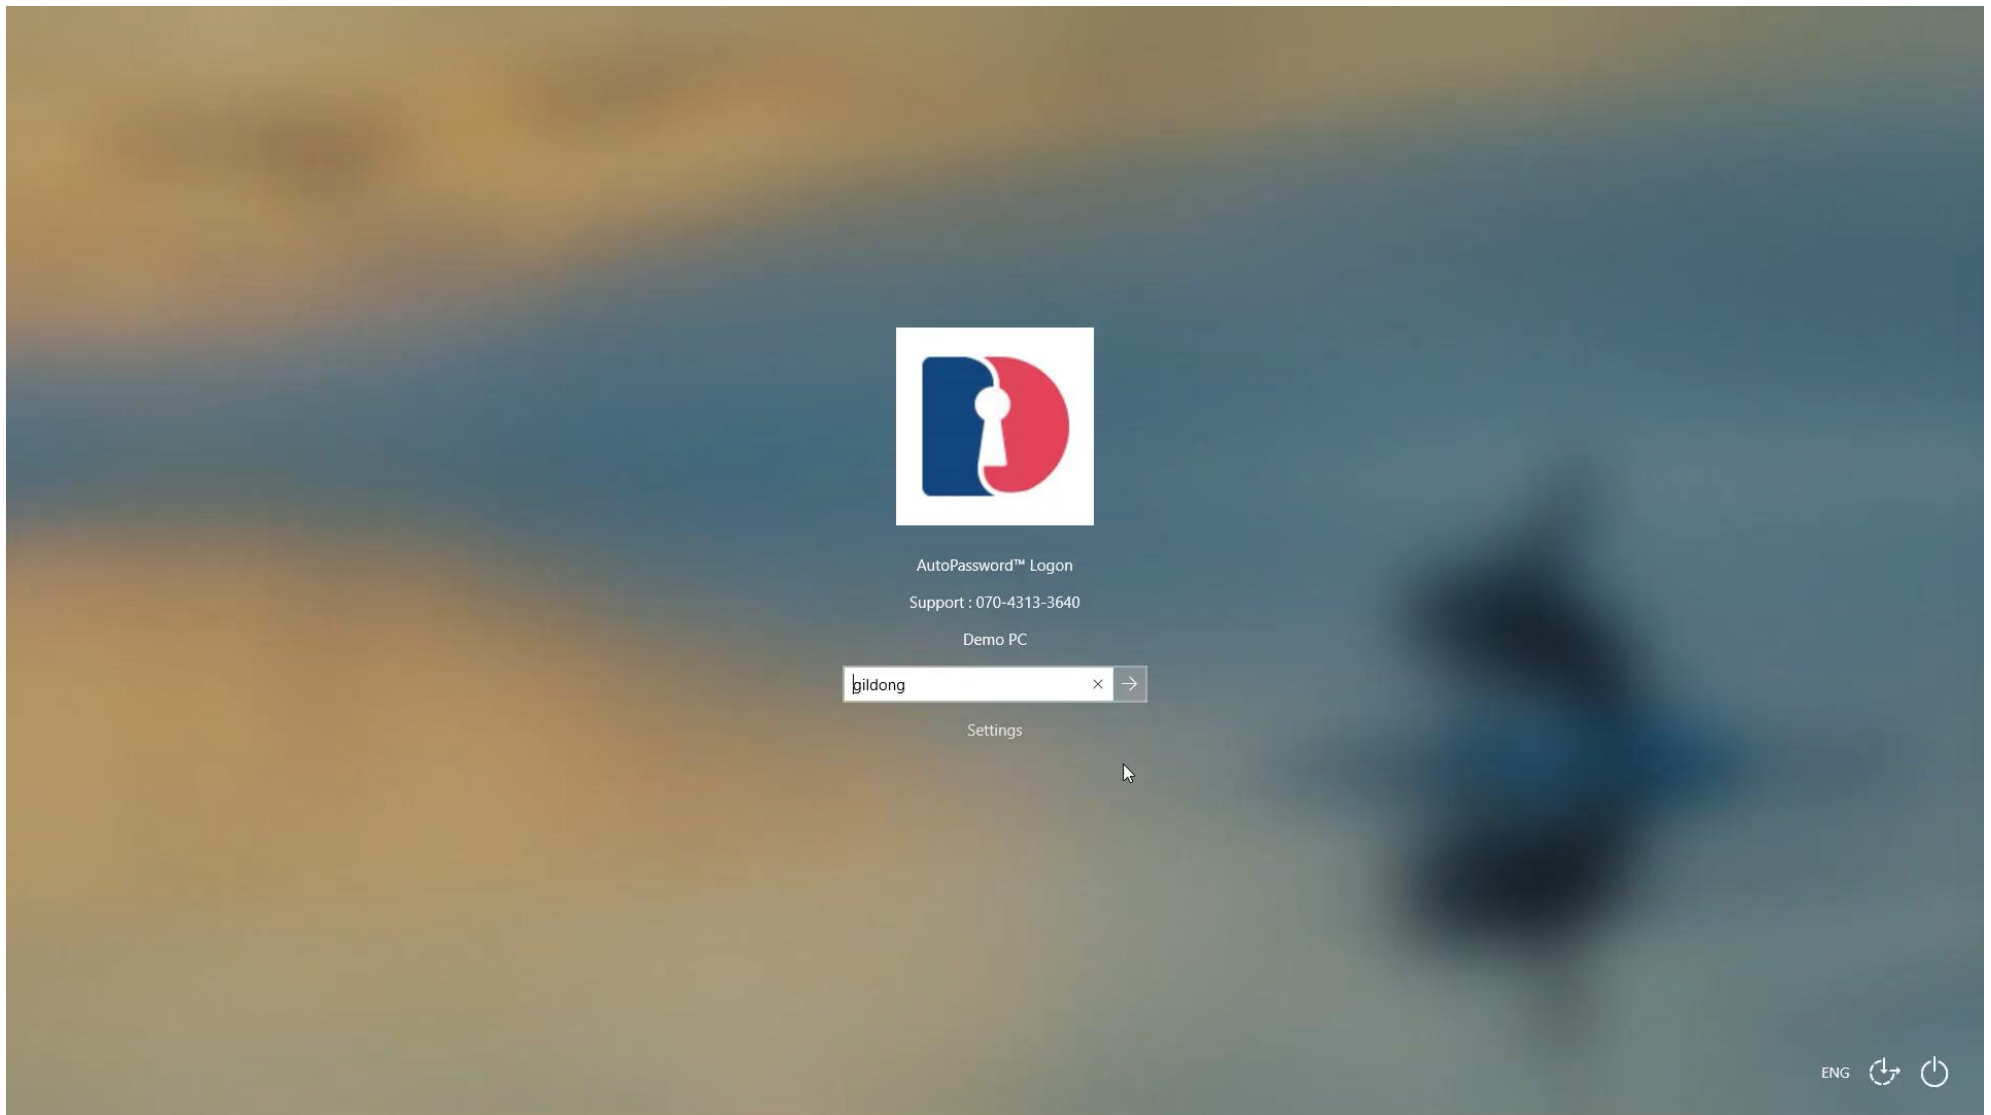 AutoPassword™ Logon
Support : 070-4313-3640
Demo PC
gildong
Settings
ENG